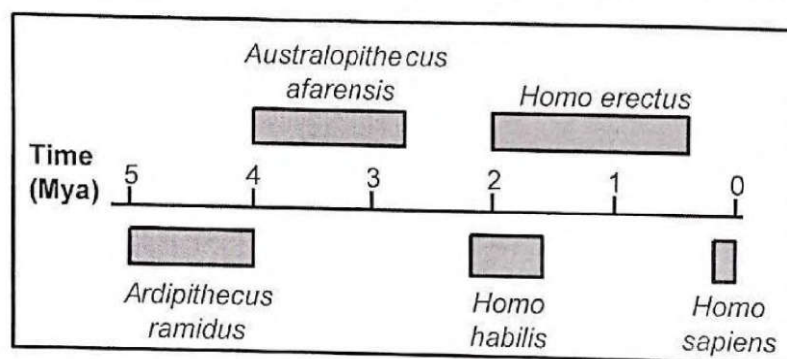 Australopithecus
afarensis
Homo erectus
Time
(Mya)
5 4 3 2 1 0
Ardipithecus
ramidus
Homo
habilis
Homo
sapiens